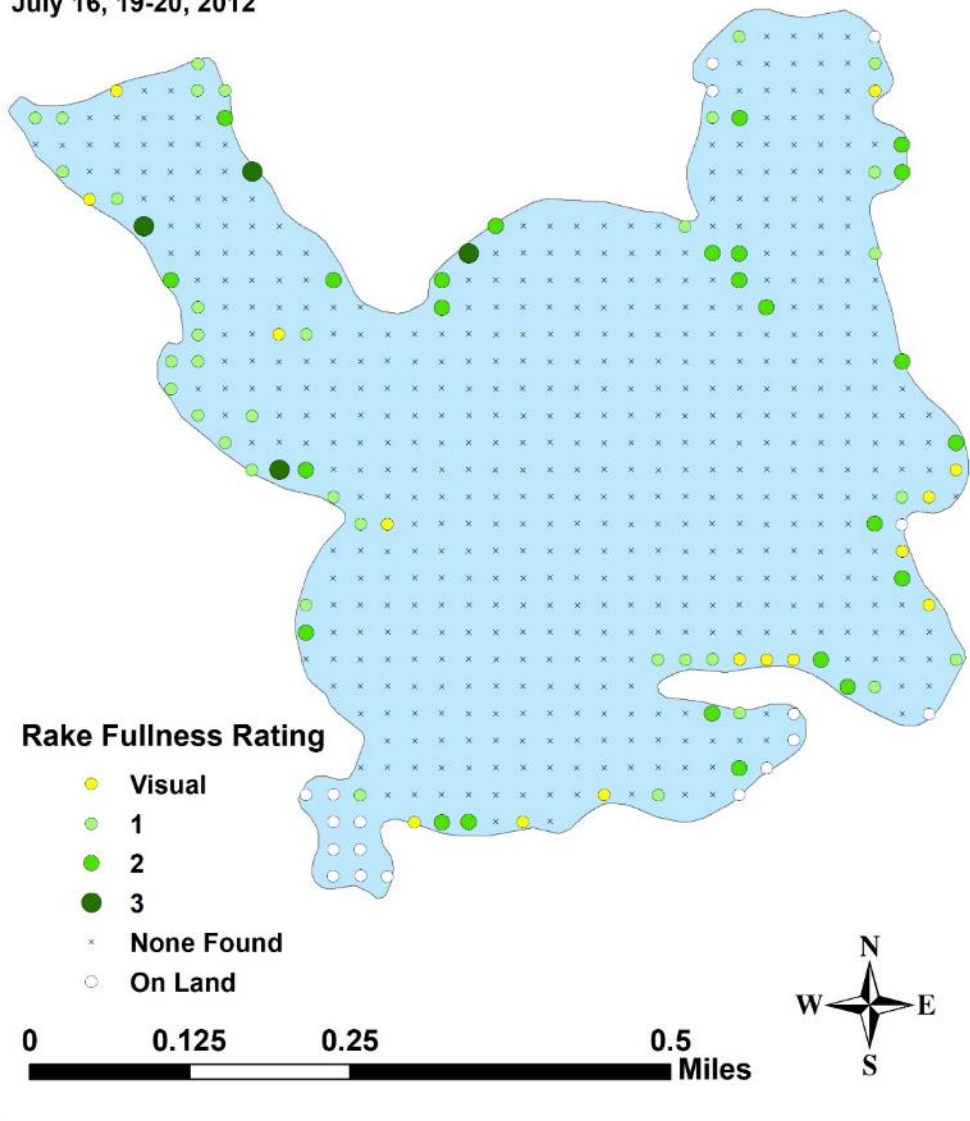 July 16, 19-20, 2012
Rake Fullness Rating
Visual
1
2
3
None Found
On Land
N
W E
S
0 0.125 0.25 0.5
Miles